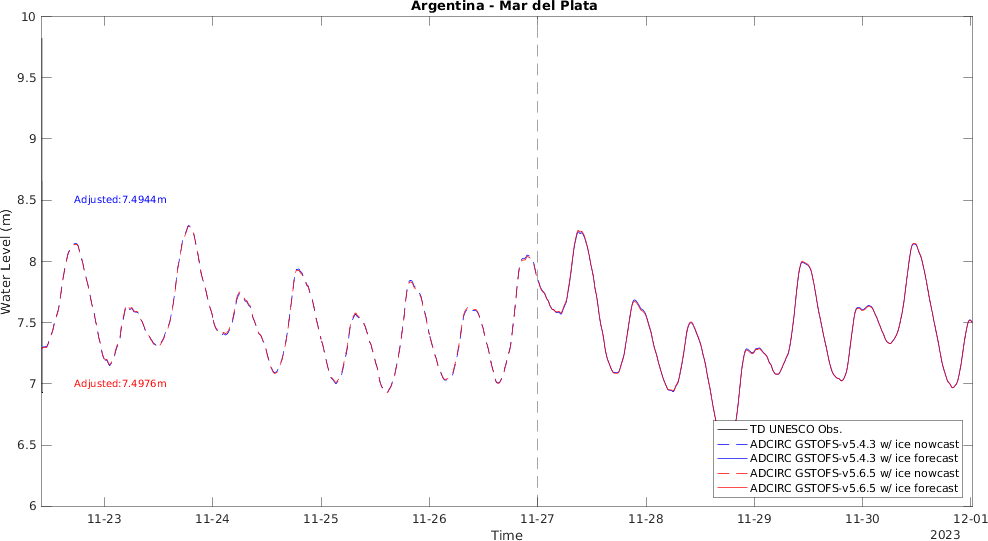 Argentina - Mar del Plata
10
9.5
9
8.5
8
7.5
7
6.5
6
Water Level (m)
Adjusted:7.4944m
Adjusted:7.4976m
TD UNESCO Obs.
ADCIRC GSTOFS-v5.4.3 w/ ice nowcast
ADCIRC GSTOFS-v5.4.3 w/ ice forecast
ADCIRC GSTOFS-v5.6.5 w/ ice nowcast
ADCIRC GSTOFS-v5.6.5 w/ ice forecast
11-23 11-24 11-25 11-26 11-27 11-28 11-29 11-30 12-01
Time
2023